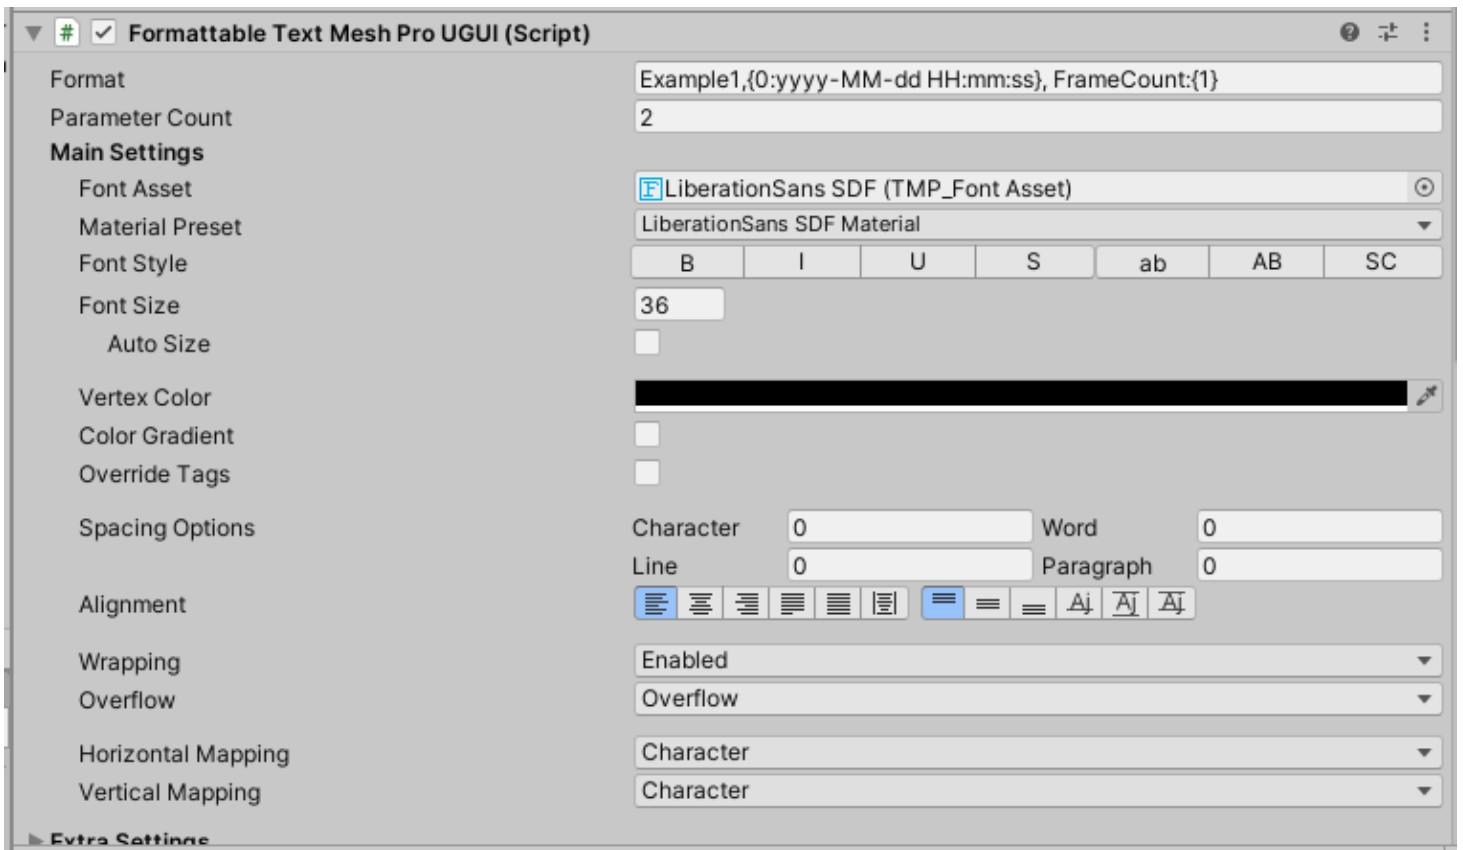 Formattable Text Mesh Pro UGUI (Script)
Format Example1,{0:yyyy-MM-dd HH:mm:ss}, FrameCount:{1}
Parameter Count 2
Main Settings
Font Asset LiberationSans SDF (TMP_Font Asset)
Material Preset LiberationSans SDF Material
Font Style B I U S ab AB SC
Font Size 36
Auto Size
Vertex Color
Color Gradient
Override Tags
Spacing Options Character 0 Word 0
Line 0 Paragraph 0
Alignment
Wrapping Enabled
Overflow Overflow
Horizontal Mapping Character
Vertical Mapping Character
Extra Settings